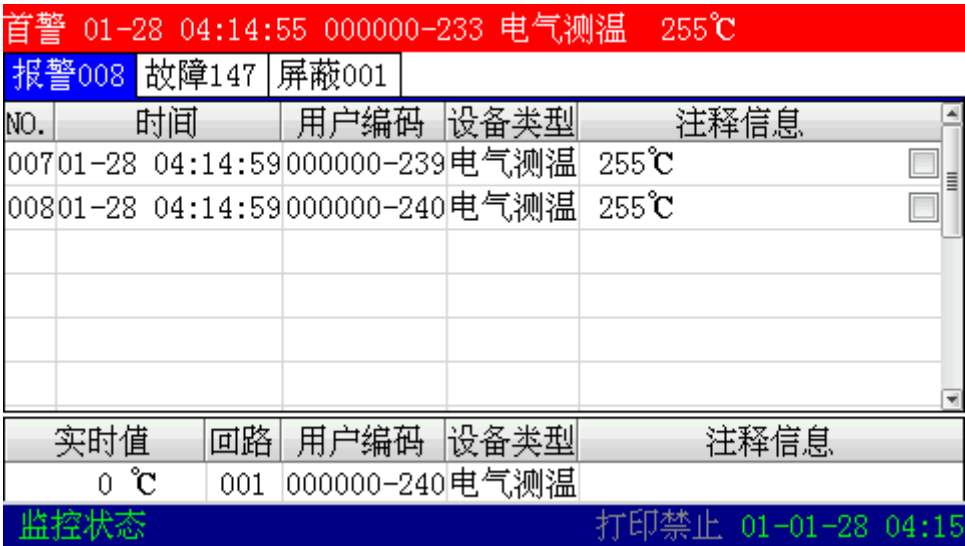 首警 01-28 04:14:55 000000-233 电气测温 255℃
报警008 故障147 屏蔽001
NO. 时间 用户编码 设备类型 注释信息
007 01-28 04:14:59 000000-239 电气测温 255℃
008 01-28 04:14:59 000000-240 电气测温 255℃
实时值 回路 用户编码 设备类型 注释信息
0 ℃ 001 000000-240 电气测温
监控状态 打印禁止 01-01-28 04:15